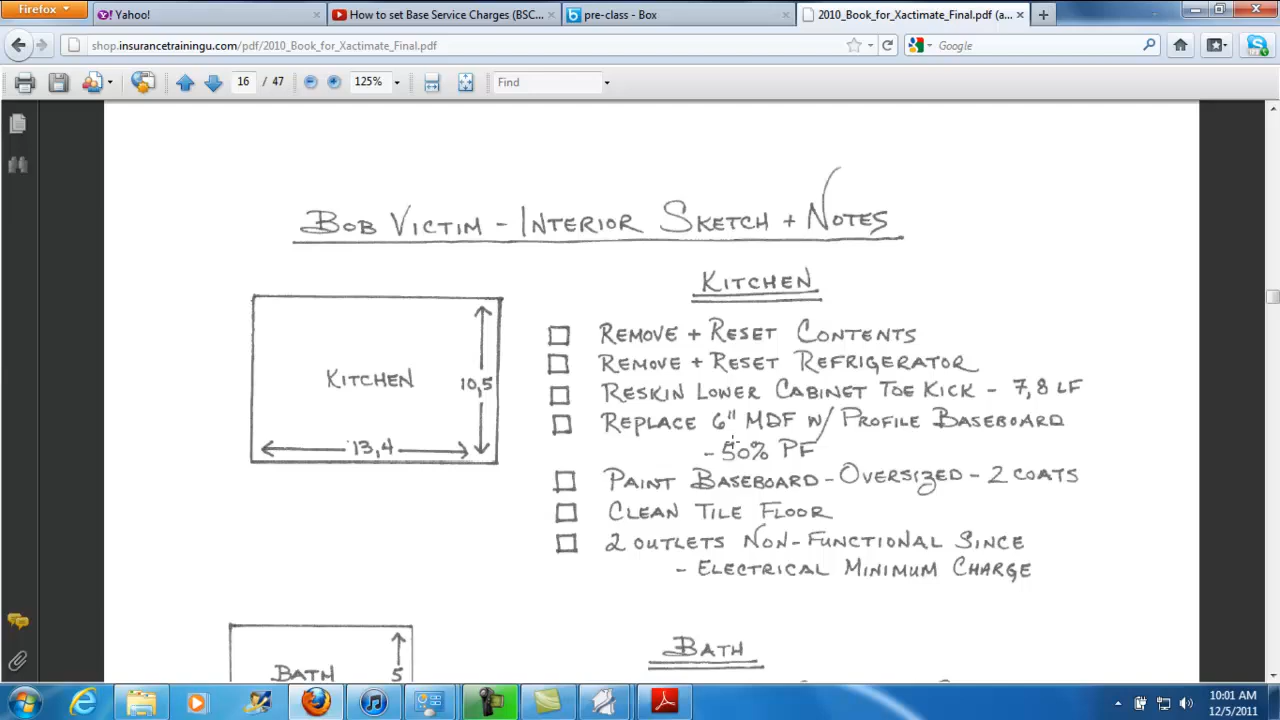 Firefox
Yahoo!
How to set Base Service Charges (BSC...
pre-class - Box
2010_Book_for_Xactimate_Final.pdf (a...
shop.insurancetrainingu.com/pdf/2010_Book_for_Xactimate_Final.pdf
Google
16 / 47
125%
Find
BOB VICTIM - INTERIOR SKETCH + NOTES
KITCHEN
REMOVE + RESET CONTENTS
REMOVE + RESET REFRIGERATOR
KITCHEN
10,5
RESKIN LOWER CABINET TOE KICK - 7,8 LF
REPLACE 6" MDF W/ PROFILE BASEBOARD
13,4
- 50% PF
PAINT BASEBOARD - OVERSIZED - 2 COATS
CLEAN TILE FLOOR
2 OUTLETS NON-FUNCTIONAL SINCE
- ELECTRICAL MINIMUM CHARGE
BATH
BATH
5
10:01 AM
12/5/2011